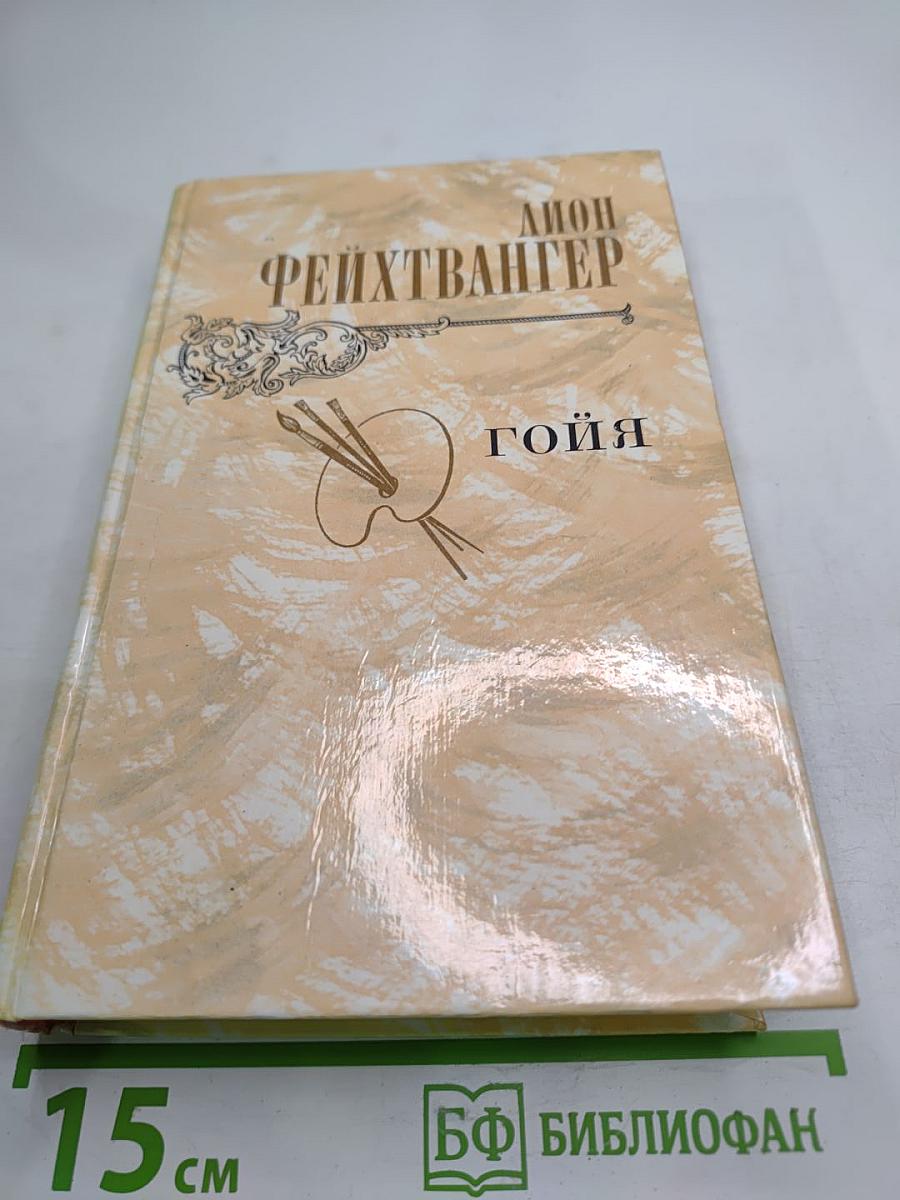 ЛИОН
ФЕЙХТВАНГЕР
ГОЙЯ
15 см
БФ БИБЛИОФАН